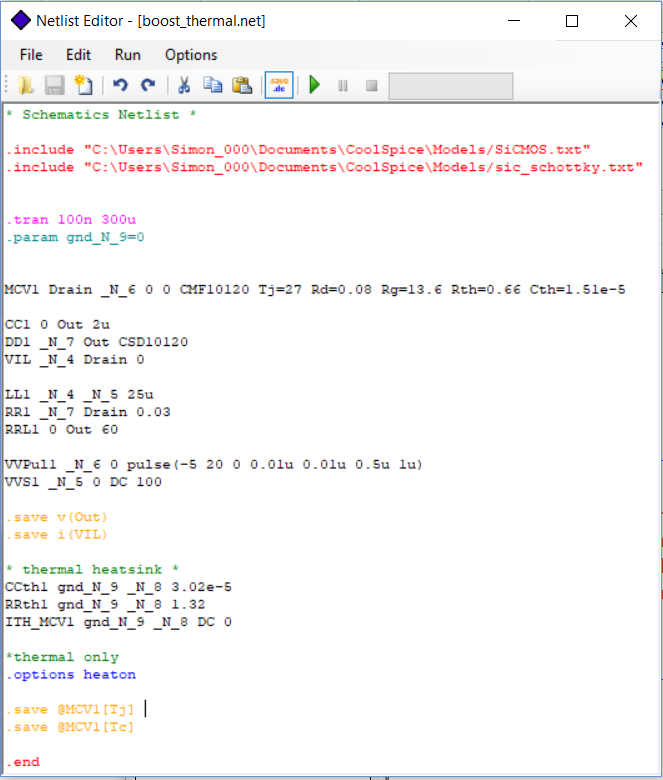 Netlist Editor - [boost_thermal.net]
File Edit Run Options
.save
.dc
* Schematics Netlist *
.include "C:\Users\Simon_000\Documents\CoolSpice\Models/SiCMOS.txt"
.include "C:\Users\Simon_000\Documents\CoolSpice\Models/sic_schottky.txt"
.tran 100n 300u
.param gnd_N_9=0
MCV1 Drain _N_6 0 0 CMF10120 Tj=27 Rd=0.08 Rg=13.6 Rth=0.66 Cth=1.51e-5
CC1 0 Out 2u
DD1 _N_7 Out CSD10120
VIL _N_4 Drain 0
LL1 _N_4 _N_5 25u
RR1 _N_7 Drain 0.03
RRL1 0 Out 60
VVPul1 _N_6 0 pulse(-5 20 0 0.01u 0.01u 0.5u 1u)
VVS1 _N_5 0 DC 100
.save v(Out)
.save i(VIL)
* thermal heatsink *
CCth1 gnd_N_9 _N_8 3.02e-5
RRth1 gnd_N_9 _N_8 1.32
ITH_MCV1 gnd_N_9 _N_8 DC 0
*thermal only
.options heaton
.save @MCV1[Tj]
.save @MCV1[Tc]
.end